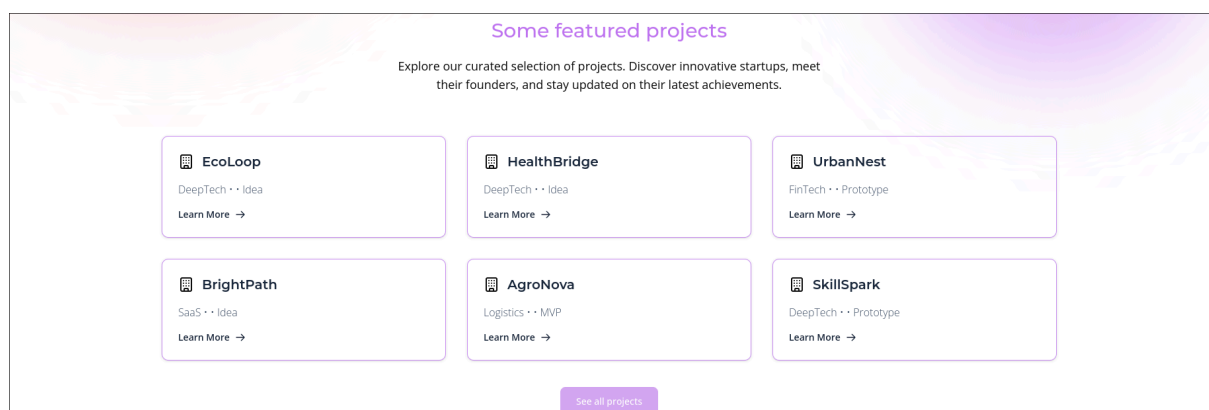 Some featured projects
Explore our curated selection of projects. Discover innovative startups, meet
their founders, and stay updated on their latest achievements.
EcoLoop
DeepTech • • Idea
Learn More →
HealthBridge
DeepTech • • Idea
Learn More →
UrbanNest
FinTech • • Prototype
Learn More →
BrightPath
SaaS • • Idea
Learn More →
AgroNova
Logistics • • MVP
Learn More →
SkillSpark
DeepTech • • Prototype
Learn More →
See all projects